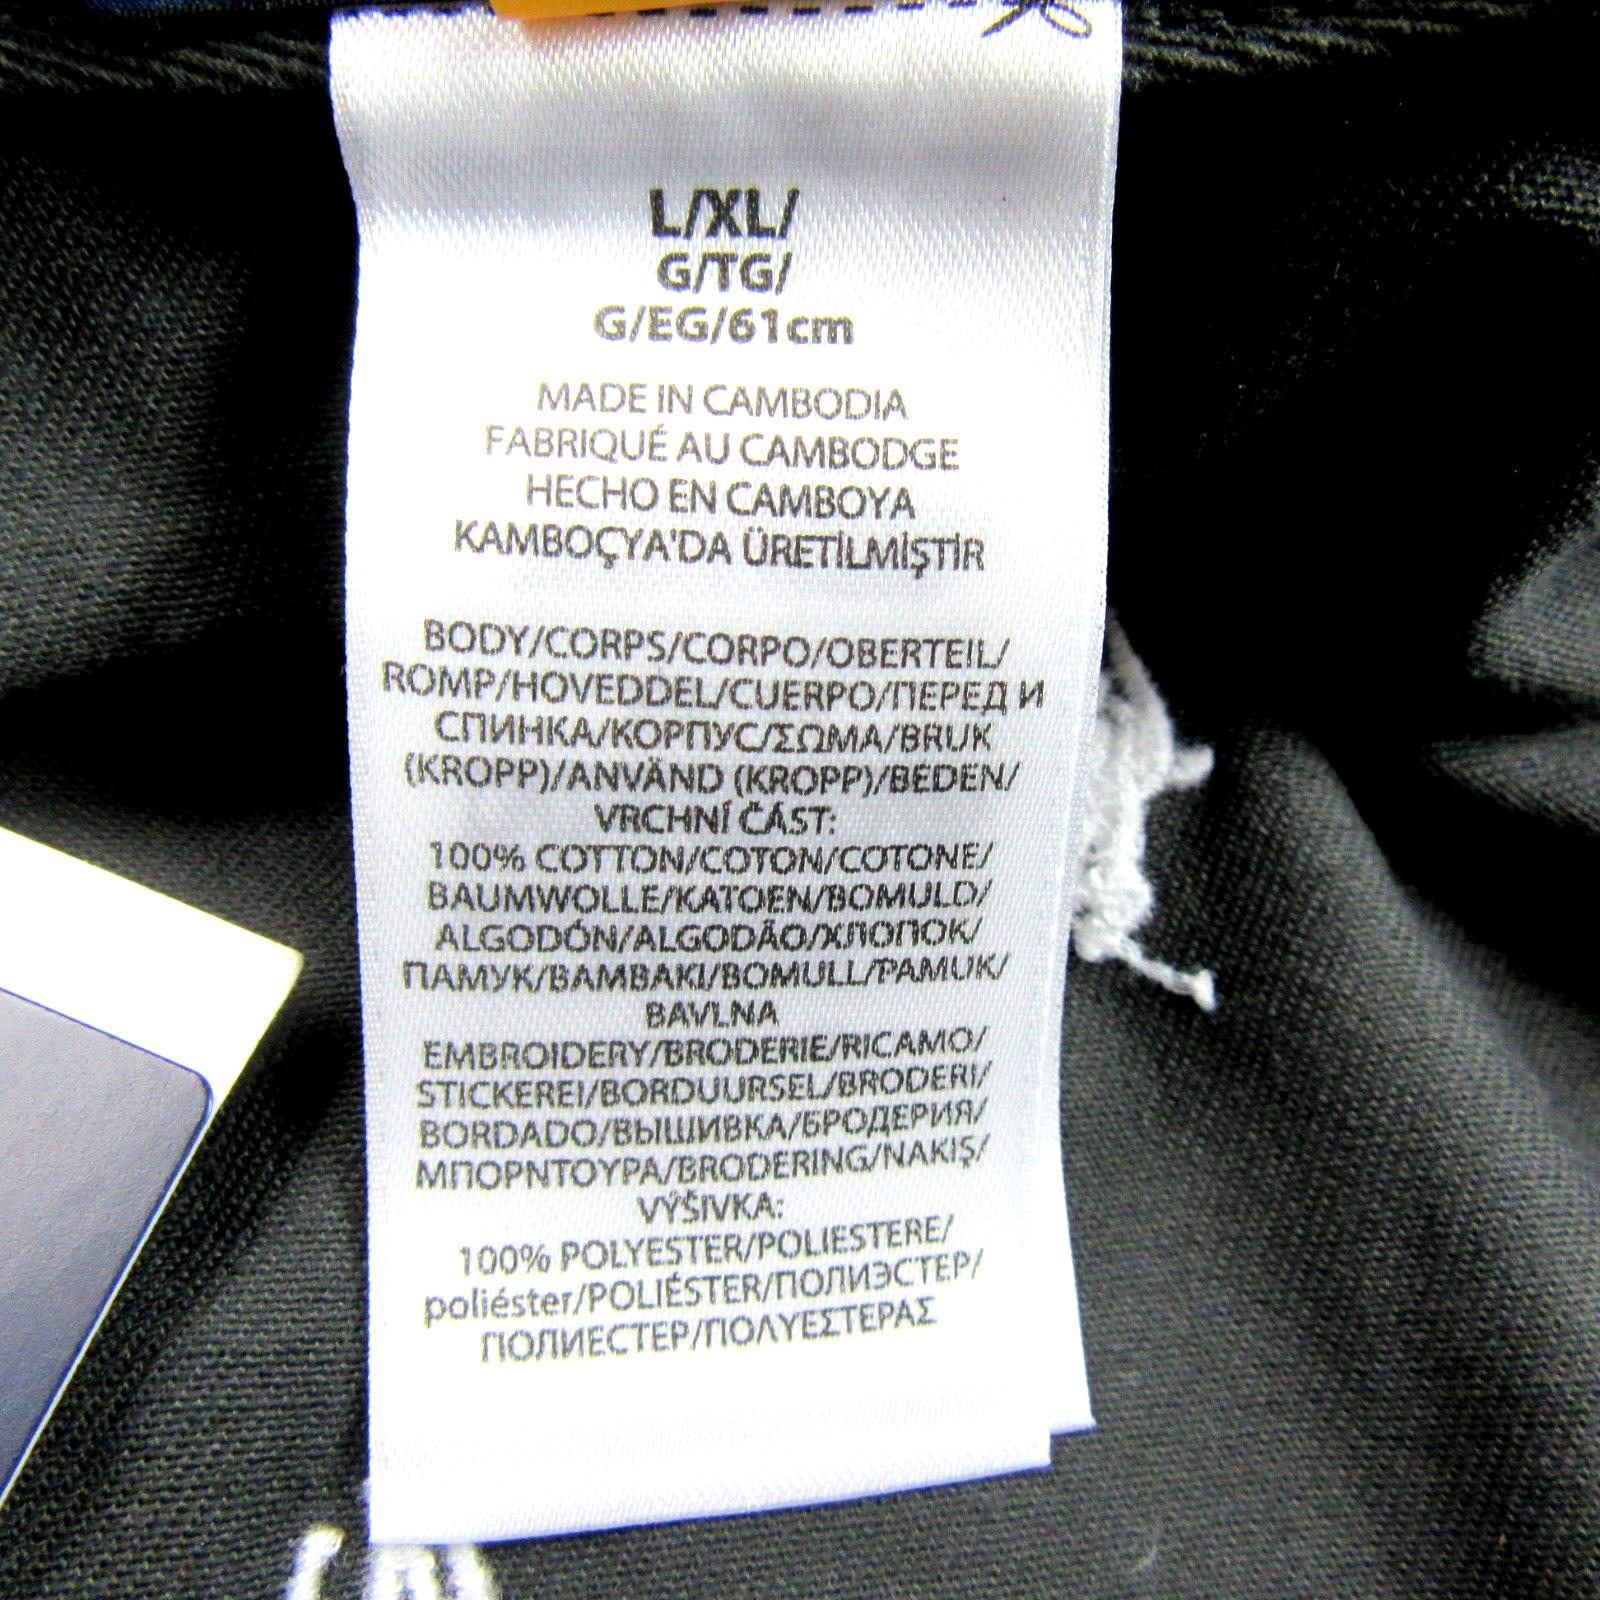 L/XL/
G/TG/
G/EG/61cm
MADE IN CAMBODIA
FABRIQUÉ AU CAMBODGE
HECHO EN CAMBOYA
KAMBOÇYA'DA ÜRETİLMİŞTİR
BODY/CORPS/CORPO/OBERTEIL/
ROMP/HOVEDDEL/CUERPO/ПЕРЕД И
СПИНКА/КОРПУС/ΣΩΜΑ/BRUK
(KROPP)/ANVÄND (KROPP)/BEDEN/
VRCHNÍ ČÁST:
100% COTTON/COTON/COTONE/
BAUMWOLLE/KATOEN/BOMULD/
ALGODÓN/ALGODÃO/ХЛОПОК/
ПАМУК/ΒΑΜΒΑΚΙ/BOMULL/PAMUK/
BAVLNA
EMBROIDERY/BRODERIE/RICAMO/
STICKEREI/BORDUURSEL/BRODERI/
BORDADO/ВЫШИВКА/БРОДЕРИЯ/
ΜΠΟΡΝΤΟΥΡΑ/BRODERING/NAKIŞ/
VÝŠIVKA:
100% POLYESTER/POLIESTERE/
poliéster/POLIÉSTER/ПОЛИЭСТЕР/
ПОЛИЕСТЕР/ΠΟΛΥΕΣΤΕΡΑΣ